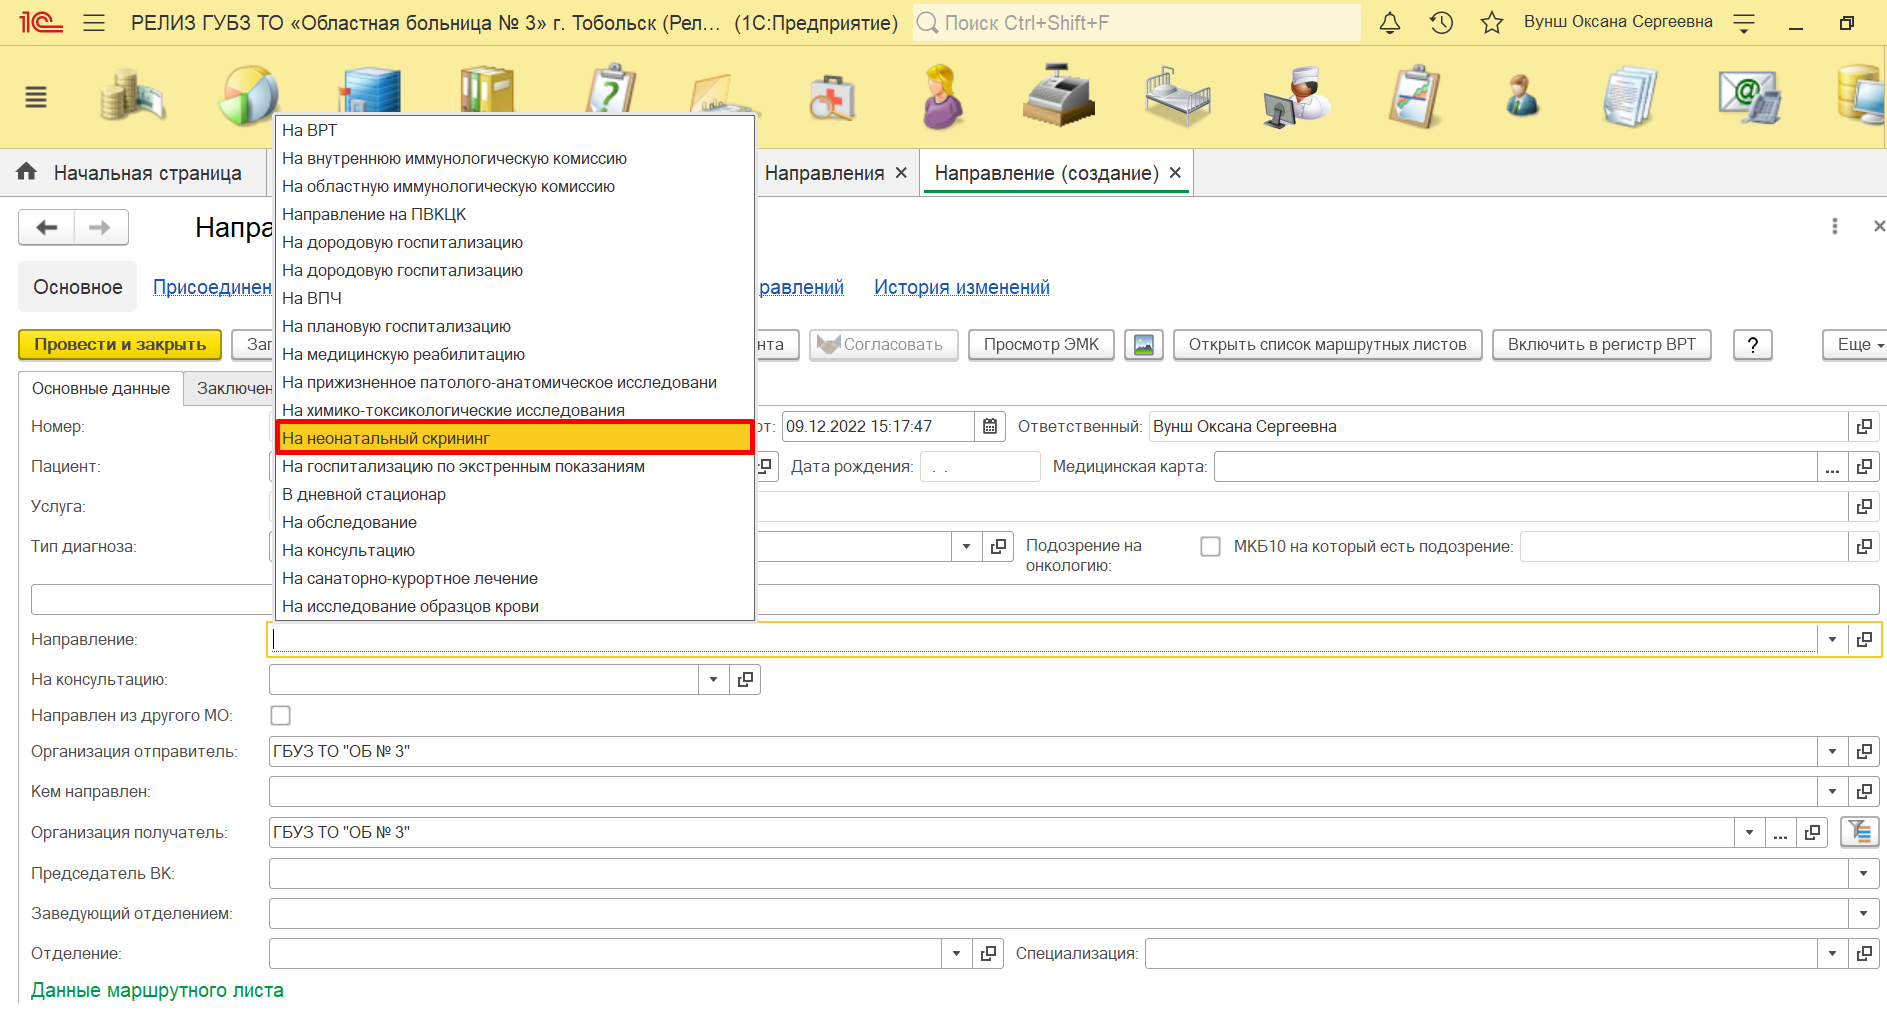 РЕЛИЗ ГУБЗ ТО «Областная больница № 3» г. Тобольск (Рел... (1С:Предприятие)
Поиск Ctrl+Shift+F
Вунш Оксана Сергеевна
Начальная страница
Направления ×
Направление (создание) ×
Напра
Основное
Присоединен
равлений
История изменений
Провести и закрыть
Заг
нта
Согласовать
Просмотр ЭМК
Открыть список маршрутных листов
Включить в регистр ВРТ
?
Еще
Основные данные
Заключен
На ВРТ
На внутреннюю иммунологическую комиссию
На областную иммунологическую комиссию
Направление на ПВКЦК
На дородовую госпитализацию
На дородовую госпитализацию
На ВПЧ
На плановую госпитализацию
На медицинскую реабилитацию
На прижизненное патолого-анатомическое исследовани
На химико-токсикологические исследования
На неонатальный скрининг
На госпитализацию по экстренным показаниям
В дневной стационар
На обследование
На консультацию
На санаторно-курортное лечение
На исследование образцов крови
Номер:
от: 09.12.2022 15:17:47
Ответственный: Вунш Оксана Сергеевна
Пациент:
Дата рождения: . .
Медицинская карта: ...
Услуга:
Тип диагноза:
Подозрение на
онкологию:
МКБ10 на который есть подозрение:
Направление:
На консультацию:
Направлен из другого МО:
Организация отправитель: ГБУЗ ТО "ОБ № 3"
Кем направлен:
Организация получатель: ГБУЗ ТО "ОБ № 3" ...
Председатель ВК:
Заведующий отделением:
Отделение:
Специализация:
Данные маршрутного листа